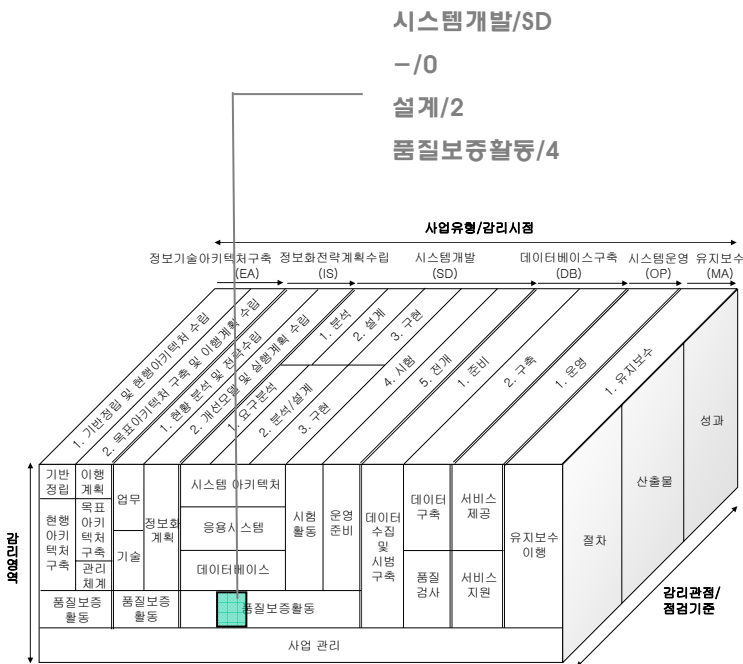 시스템개발/SD
-/0
설계/2
품질보증활동/4
사업유형/감리시점
정보기술아키텍처구축
(EA)
정보화전략계획수립
(IS)
시스템개발
(SD)
데이터베이스구축
(DB)
시스템운영
(OP)
유지보수
(MA)
1. 기반정립 및 현행아키텍처 수립
2. 목표아키텍처 구축 및 이행계획 수립
1. 현황 분석 및 전략수립
2. 개선모델 및 실행계획 수립
1. 분석
2. 설계
3. 구현
1. 요구분석
2. 분석/설계
3. 구현
4. 시험
5. 전개
1. 준비
2. 구축
1. 운영
1. 유지보수
감리영역
기반
정립
이행
계획
현행
아키
텍처
구축
목표
아키
텍처
구축
관리
체계
업무
기술
정보화
계획
시스템 아키텍처
응용시스템
데이터베이스
시험
활동
운영
준비
데이터
수집
및
시범
구축
데이터
구축
품질
검사
서비스
제공
서비스
지원
유지보수
이행
품질보증
활동
품질보증
활동
품질보증활동
사업 관리
절차
산출물
성과
감리관점/
점검기준